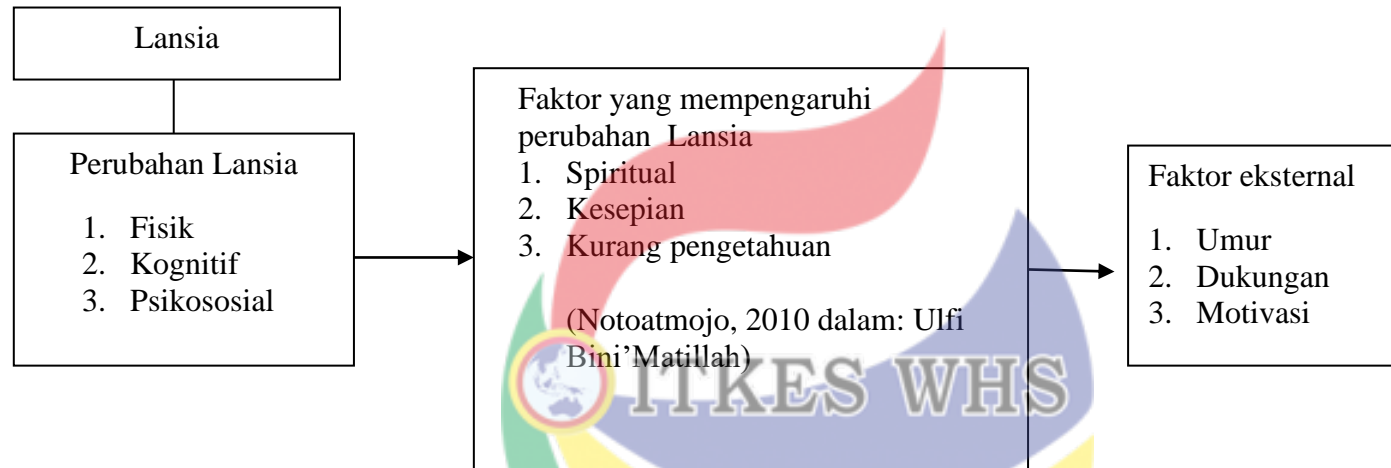 Lansia
Perubahan Lansia
1. Fisik
2. Kognitif
3. Psikososial
Faktor yang mempengaruhi
perubahan Lansia
1. Spiritual
2. Kesepian
3. Kurang pengetahuan
(Notoatmojo, 2010 dalam: Ulfi
Bini’Matillah)
ITKES WHS
Faktor eksternal
1. Umur
2. Dukungan
3. Motivasi